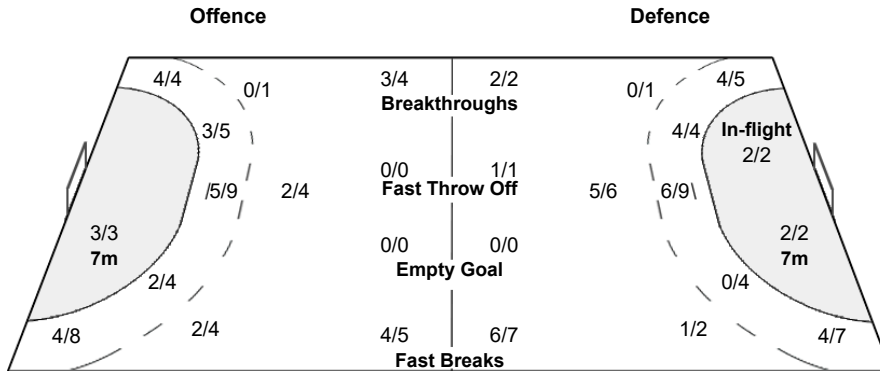 Offence Defence
4/4 0/1 3/4 2/2 0/1 4/5
Breakthroughs
3/5 4/4 In-flight
2/2
0/0 1/1
5/9 2/4 Fast Throw Off 5/6 6/9
3/3 0/0 0/0 2/2
7m Empty Goal 7m
2/4 0/4
4/8 2/4 4/5 6/7 1/2 4/7
Fast Breaks